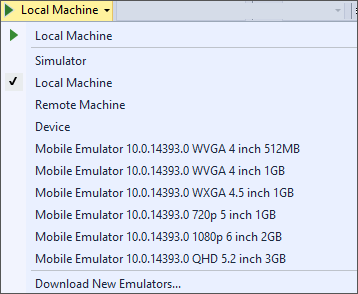 Local Machine
Local Machine
Simulator
Local Machine
Remote Machine
Device
Mobile Emulator 10.0.14393.0 WVGA 4 inch 512MB
Mobile Emulator 10.0.14393.0 WVGA 4 inch 1GB
Mobile Emulator 10.0.14393.0 WXGA 4.5 inch 1GB
Mobile Emulator 10.0.14393.0 720p 5 inch 1GB
Mobile Emulator 10.0.14393.0 1080p 6 inch 2GB
Mobile Emulator 10.0.14393.0 QHD 5.2 inch 3GB
Download New Emulators...